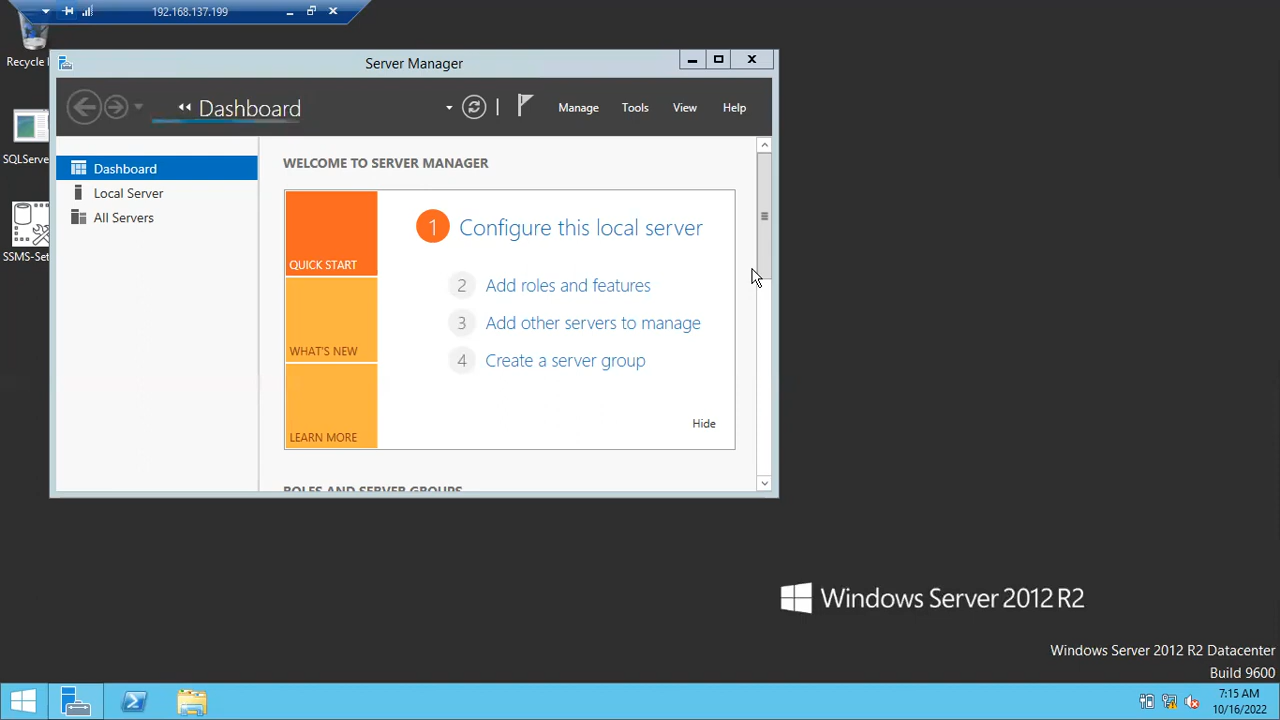 192.168.137.199
Recycle
Server Manager
Dashboard
Manage Tools View Help
SQLServe
SSMS-Set
Dashboard
Local Server
All Servers
WELCOME TO SERVER MANAGER
QUICK START
WHAT'S NEW
LEARN MORE
1 Configure this local server
2 Add roles and features
3 Add other servers to manage
4 Create a server group
Hide
ROLES AND SERVER GROUPS
Windows Server 2012 R2
Windows Server 2012 R2 Datacenter
Build 9600
7:15 AM
10/16/2022